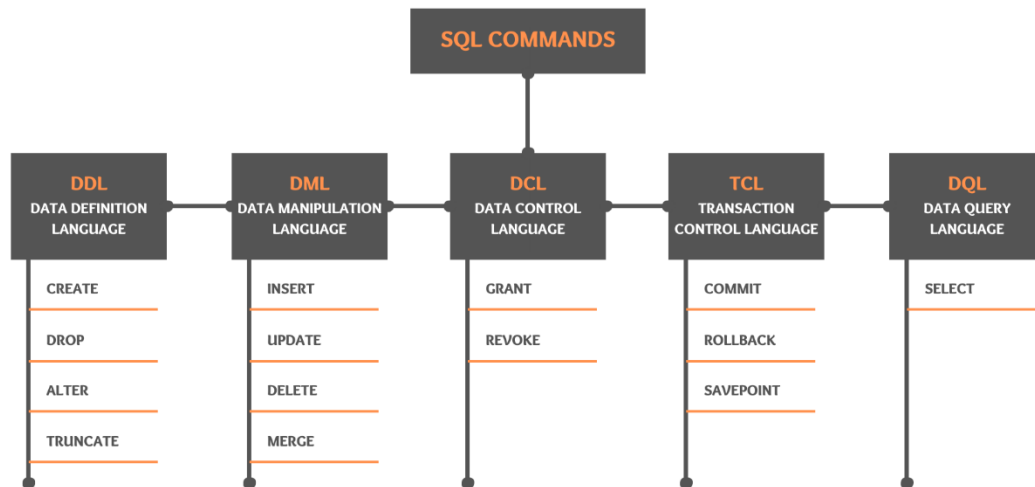 SQL COMMANDS
DDL
DATA DEFINITION
LANGUAGE
CREATE
DROP
ALTER
TRUNCATE
DML
DATA MANIPULATION
LANGUAGE
INSERT
UPDATE
DELETE
MERGE
DCL
DATA CONTROL
LANGUAGE
GRANT
REVOKE
TCL
TRANSACTION
CONTROL LANGUAGE
COMMIT
ROLLBACK
SAVEPOINT
DQL
DATA QUERY
LANGUAGE
SELECT